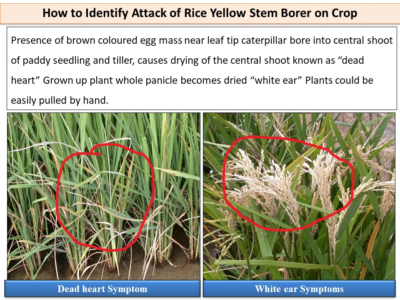 How to Identify Attack of Rice Yellow Stem Borer on Crop
Presence of brown coloured egg mass near leaf tip caterpillar bore into central shoot
of paddy seedling and tiller, causes drying of the central shoot known as “dead
heart” Grown up plant whole panicle becomes dried “white ear” Plants could be
easily pulled by hand.
Dead heart Symptom
White ear Symptoms